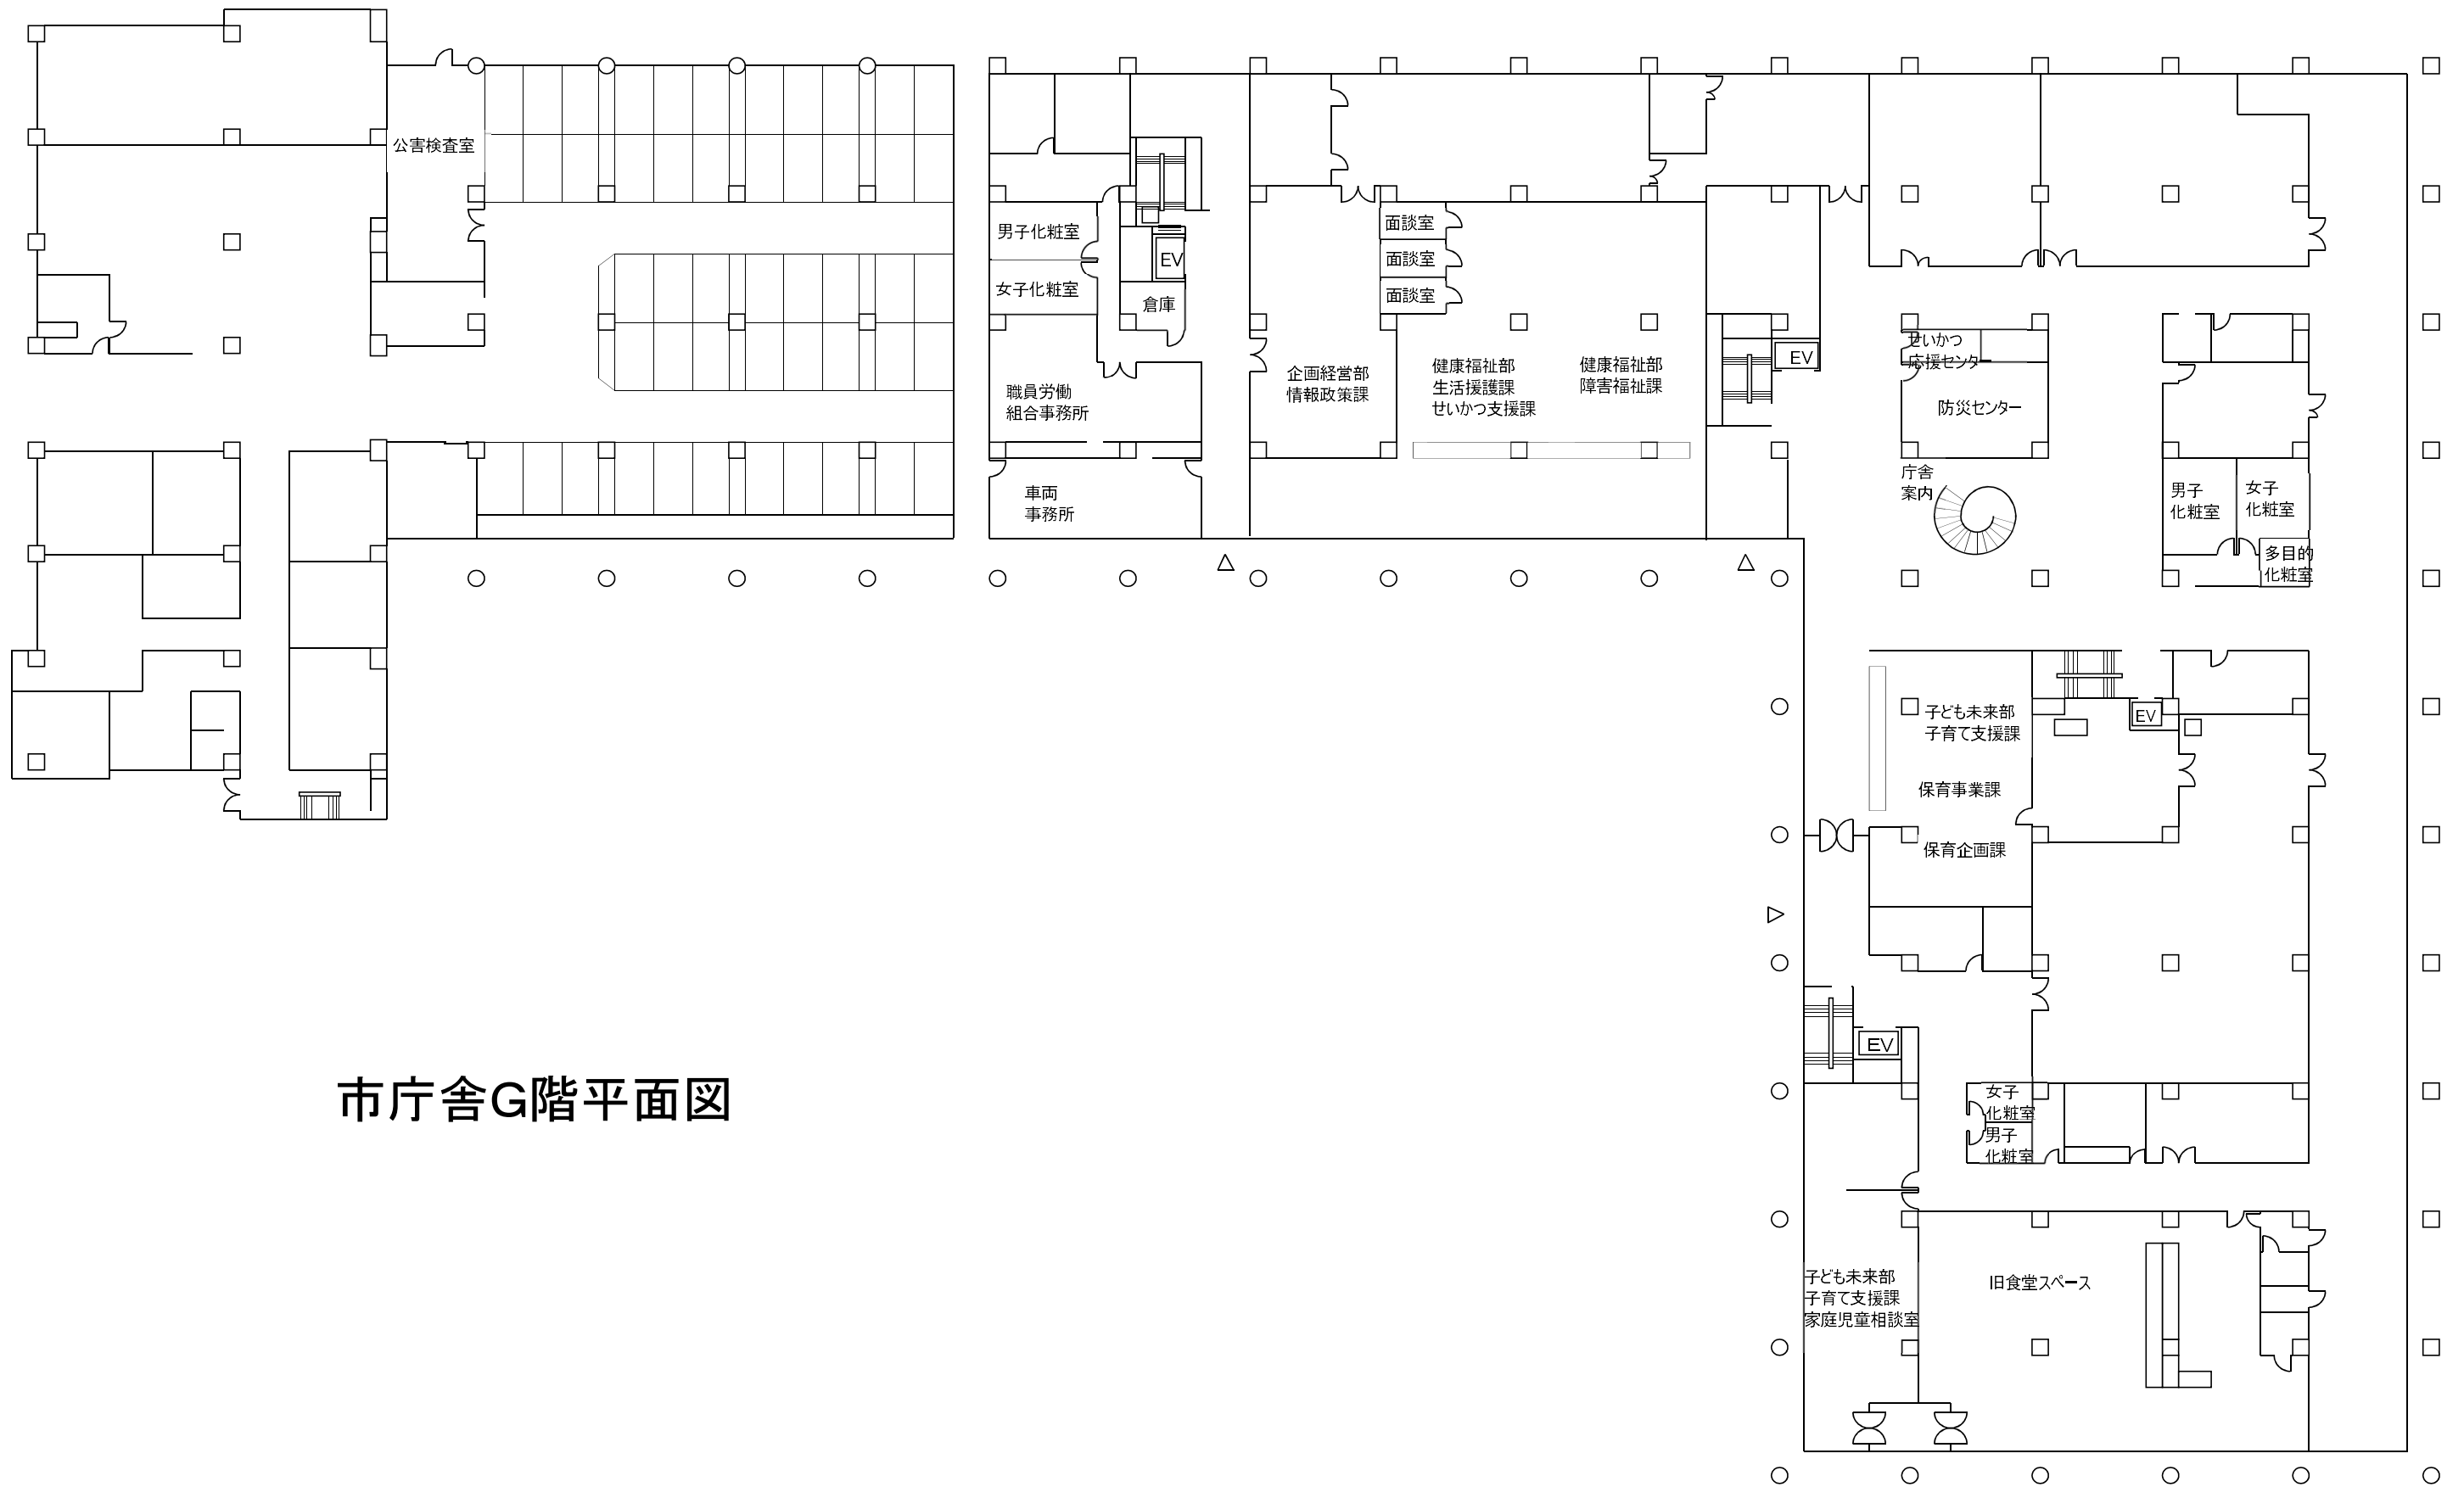 公害検査室
男子化粧室
女子化粧室
EV
倉庫
職員労働
組合事務所
車両
事務所
面談室
面談室
面談室
企画経営部
情報政策課
健康福祉部
生活援護課
せいかつ支援課
健康福祉部
障害福祉課
EV
せいかつ
応援センター
防災センター
庁舎
案内
男子
化粧室
女子
化粧室
多目的
化粧室
子ども未来部
子育て支援課
EV
保育事業課
保育企画課
EV
女子
化粧室
男子
化粧室
子ども未来部
子育て支援課
家庭児童相談室
旧食堂スペース
市庁舎G階平面図